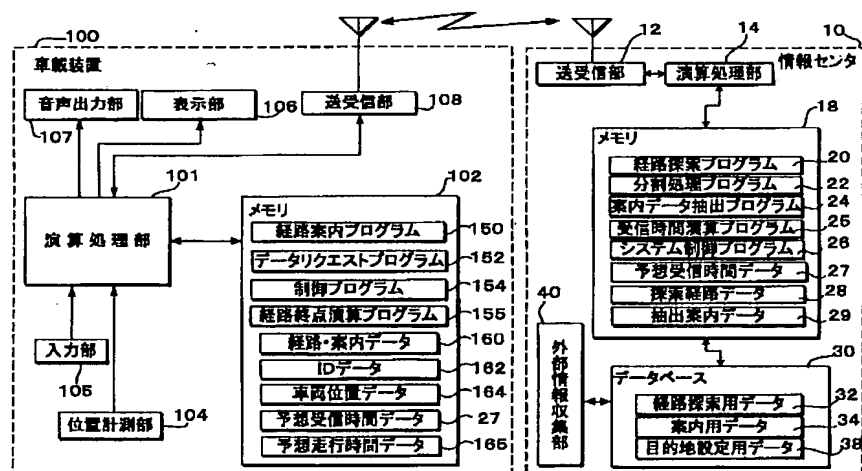 100
車載装置
音声出力部
107
表示部
106
送受信部
108
101
演算処理部
入力部
105
位置計測部
104
102
メモリ
経路案内プログラム
150
データリクエストプログラム
152
制御プログラム
154
経路終点演算プログラム
155
経路・案内データ
160
IDデータ
162
車両位置データ
164
予想受信時間データ
27
予想走行時間データ
165
10
情報センタ
12
送受信部
14
演算処理部
18
メモリ
経路探索プログラム
20
分割処理プログラム
22
案内データ抽出プログラム
24
受信時間演算プログラム
25
システム制御プログラム
26
予想受信時間データ
27
探索経路データ
28
抽出案内データ
29
40
外部情報収集部
30
データベース
経路探索用データ
32
案内用データ
34
目的地設定用データ
38